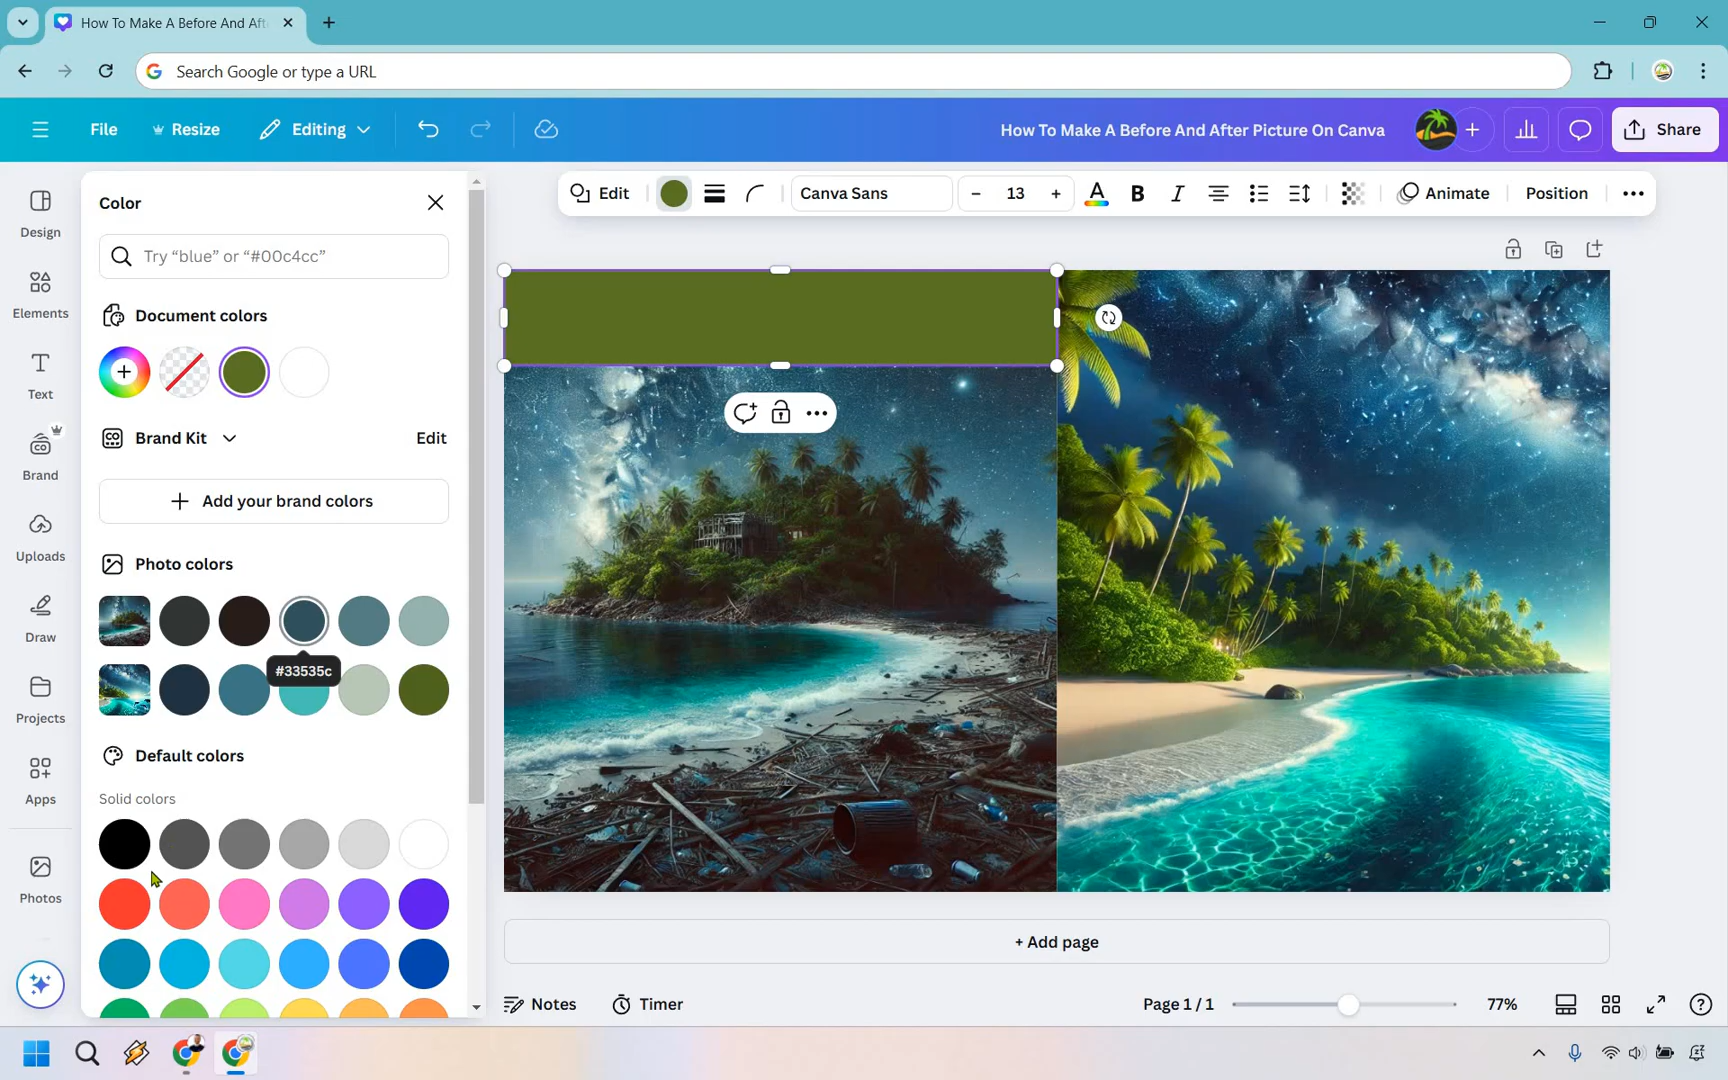 How To Make A Before And Aft
Search Google or type a URL
File
Resize
Editing
How To Make A Before And After Picture On Canva
Share
Design
Elements
Text
Brand
Uploads
Draw
Projects
Apps
Photos
Color
Try “blue” or “#00c4cc”
Document colors
Brand Kit
Edit
Add your brand colors
Photo colors
#33535c
Default colors
Solid colors
Edit
Canva Sans
– 13 +
A B I
Animate
Position
+ Add page
Notes
Timer
Page 1 / 1
77%